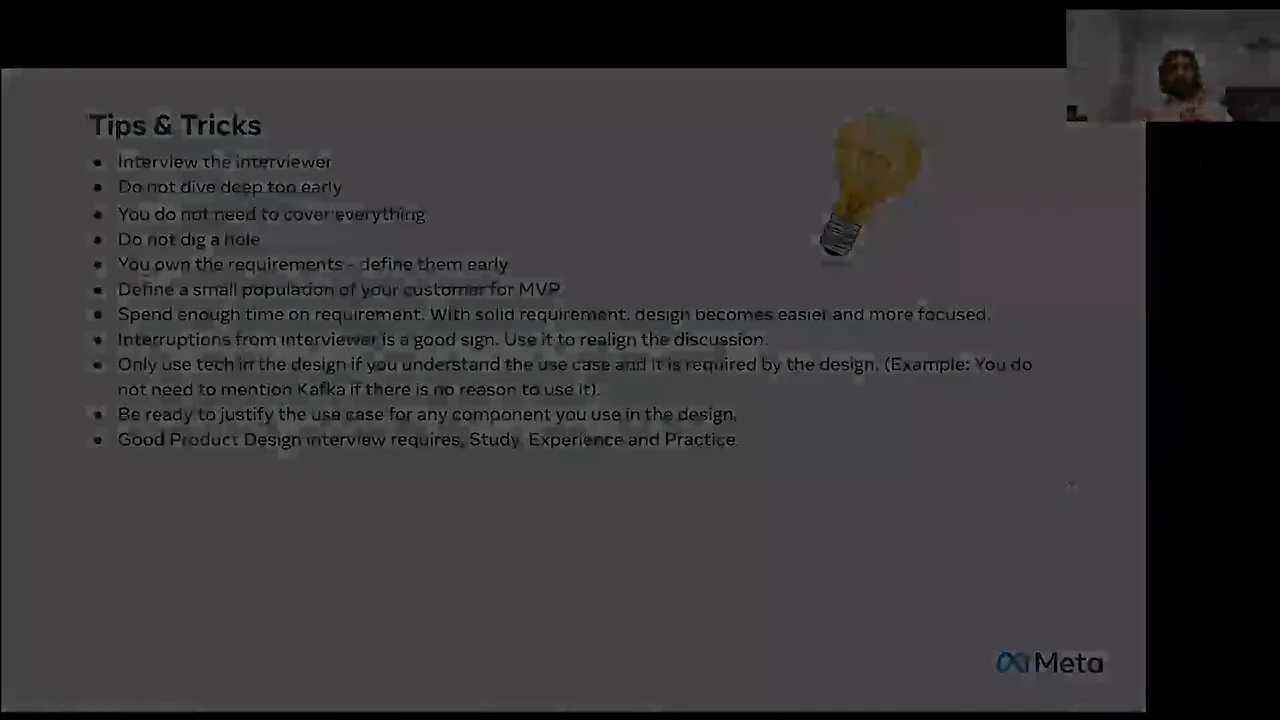 Tips & Tricks
• Interview the interviewer
• Do not dive deep too early
• You do not need to cover everything
• Do not dig a hole
• You own the requirements - define them early
• Define a small population of your customer for MVP
• Spend enough time on requirement. With solid requirement, design becomes easier and more focused.
• Interruptions from interviewer is a good sign. Use it to realign the discussion.
• Only use tech in the design if you understand the use case and it is required by the design. (Example: You do
not need to mention Kafka if there is no reason to use it).
• Be ready to justify the use case for any component you use in the design.
• Good Product Design interview requires, Study, Experience and Practice.
Meta